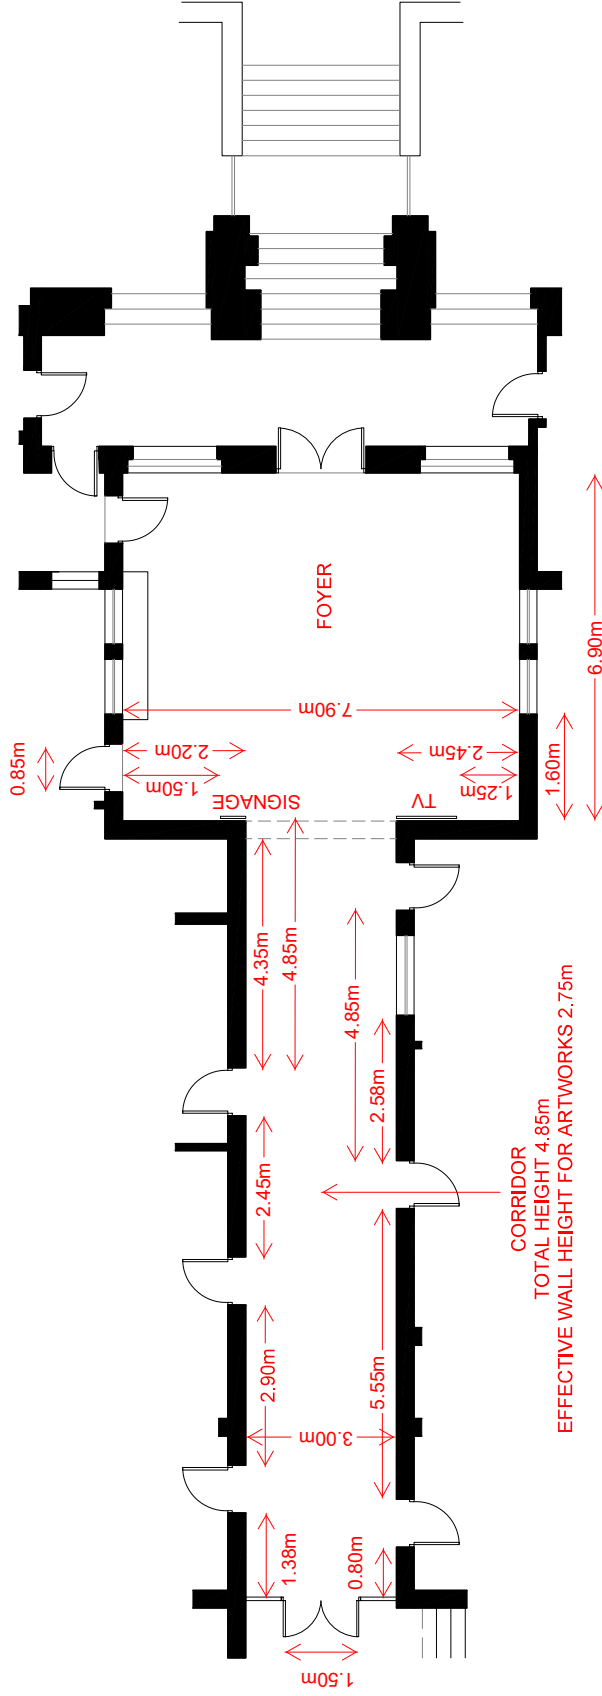 0.85m
FOYER
7.90m
2.20m
2.45m
1.50m
1.25m
SIGNAGE
TV
6.90m
1.60m
4.35m
4.85m
4.85m
2.58m
2.45m
2.90m
5.55m
3.00m
1.38m
0.80m
1.50m
CORRIDOR
TOTAL HEIGHT 4.85m
EFFECTIVE WALL HEIGHT FOR ARTWORKS 2.75m